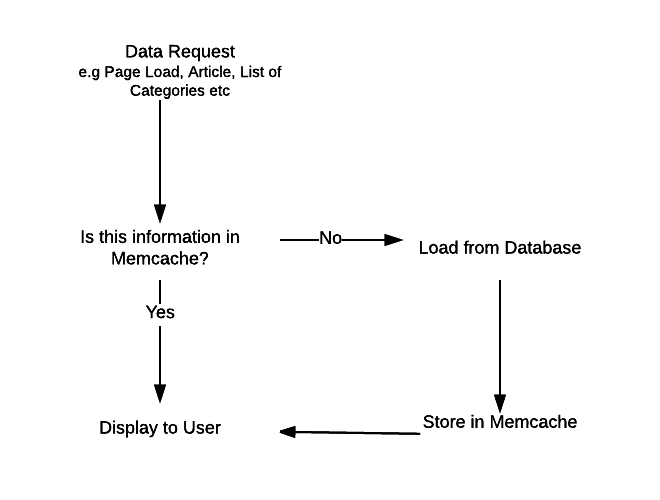 Data Request
e.g Page Load, Article, List of
Categories etc
Is this information in
Memcache?
No
Load from Database
Yes
Display to User
Store in Memcache